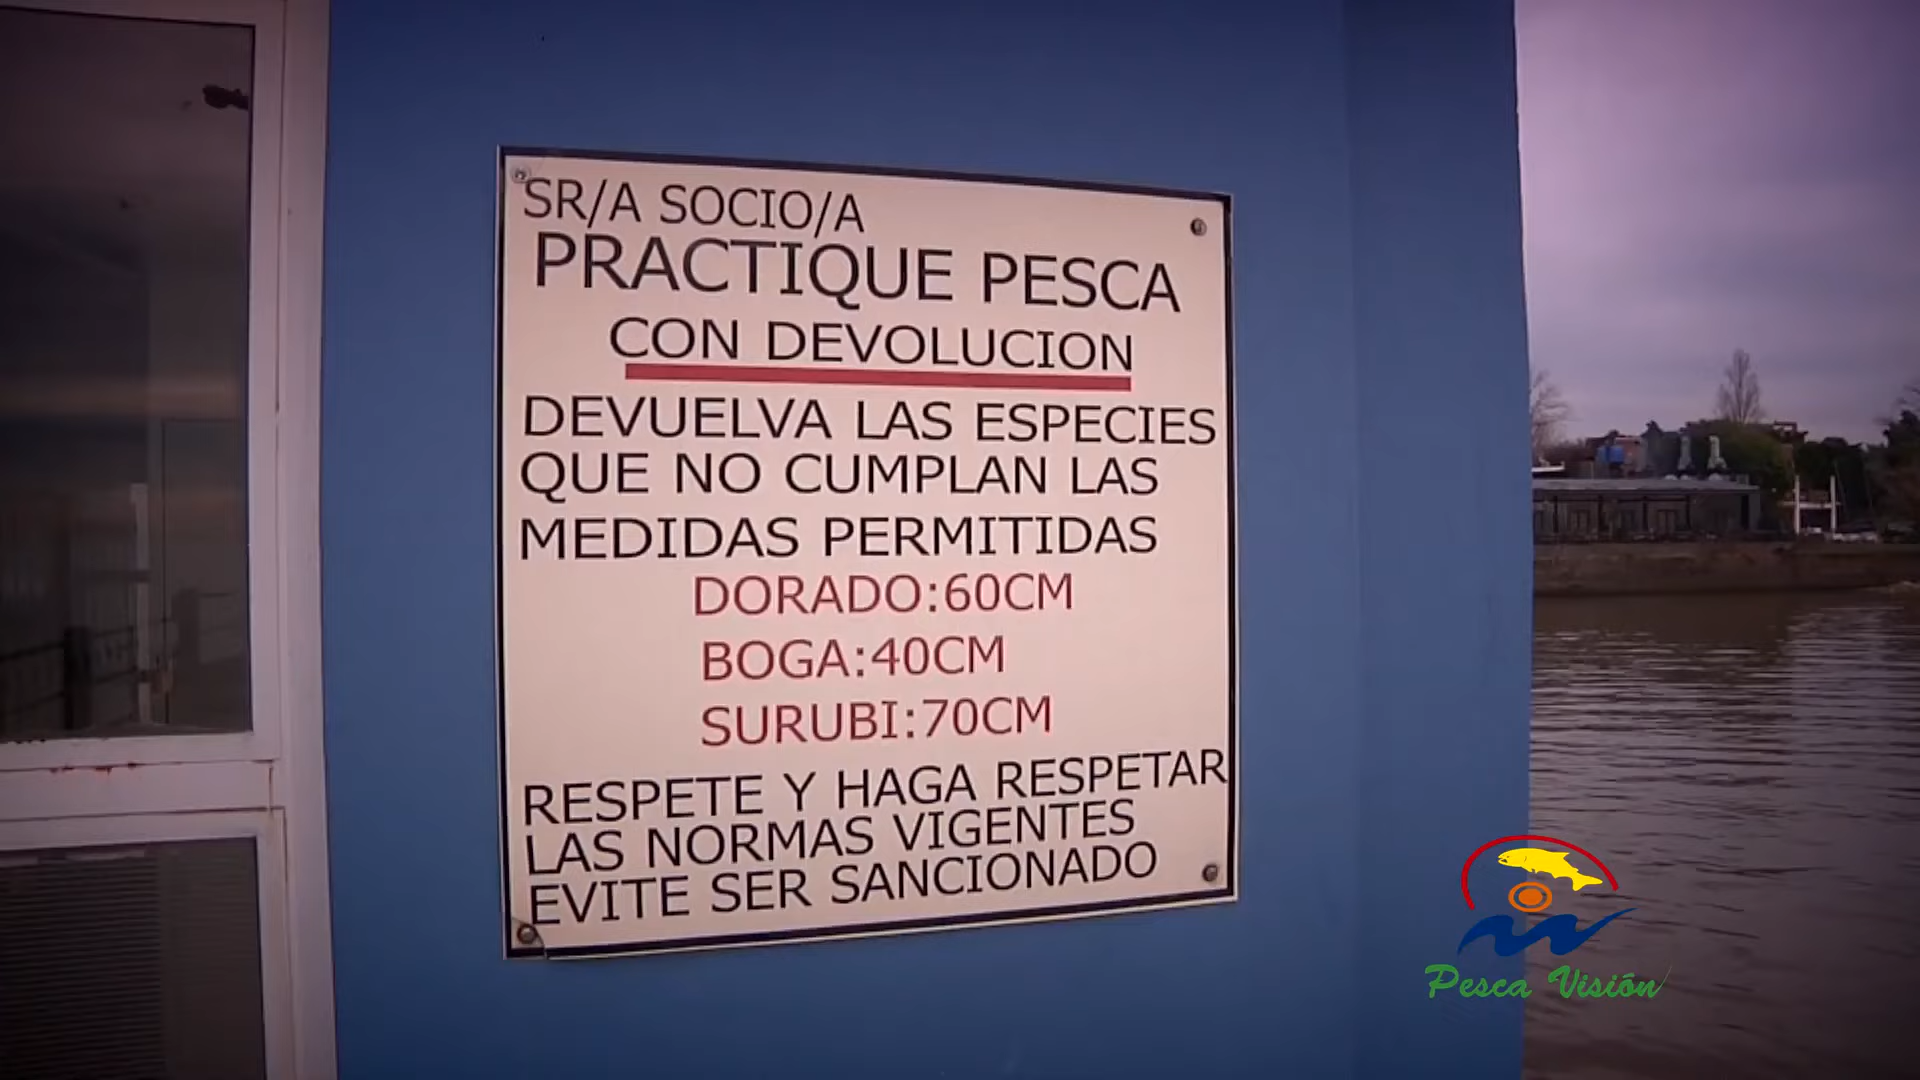 SR/A SOCIO/A
PRACTIQUE PESCA
CON DEVOLUCION
DEVUELVA LAS ESPECIES
QUE NO CUMPLAN LAS
MEDIDAS PERMITIDAS
DORADO:60CM
BOGA:40CM
SURUBI:70CM
RESPETE Y HAGA RESPETAR
LAS NORMAS VIGENTES
EVITE SER SANCIONADO
Pesca Visión